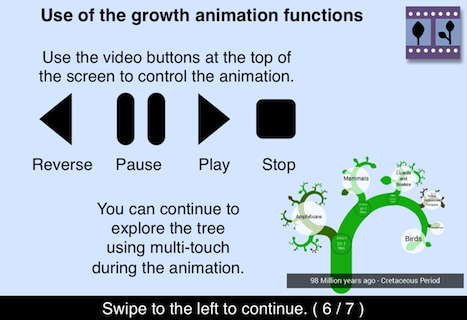 Use of the growth animation functions
Use the video buttons at the top of
the screen to control the animation.
Reverse Pause Play Stop
You can continue to
explore the tree
using multi-touch
during the animation.
Mammals
Lizards
and
Snakes
Amphibians
Birds
98 Million years ago - Cretaceous Period
Swipe to the left to continue. ( 6 / 7 )